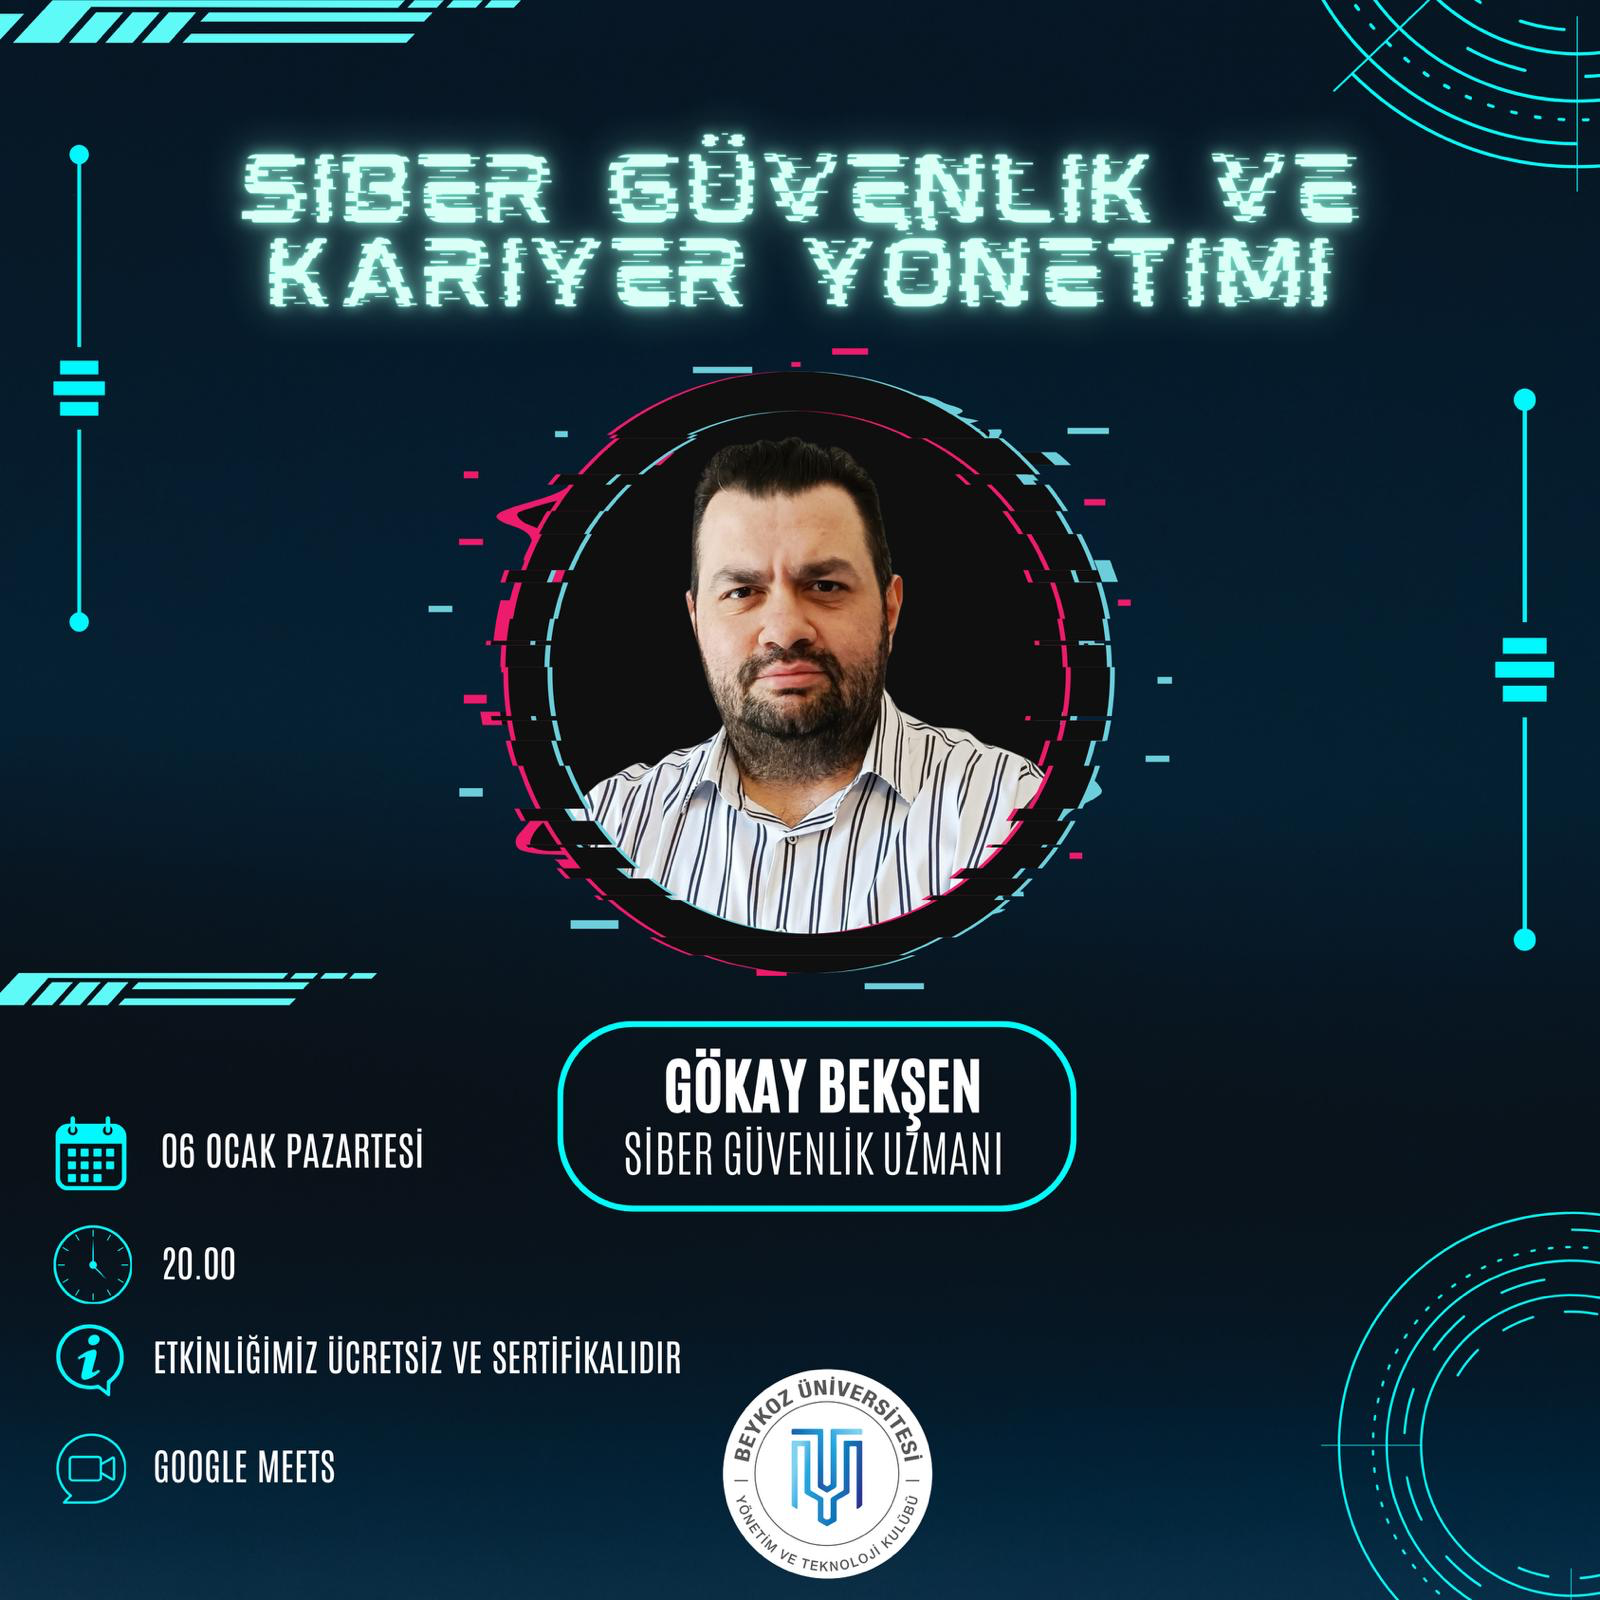 SIBER GÜVENLIK VE
KARIYER YÖNETIMI
GÖKAY BEKŞEN
SİBER GÜVENLİK UZMANI
06 OCAK PAZARTESİ
20.00
ETKİNLİĞİMİZ ÜCRETSİZ VE SERTİFİKALIDIR
GOOGLE MEETS
BEYKOZ ÜNİVERSİTESİ
YÖNETİM VE TEKNOLOJİ KULÜBÜ